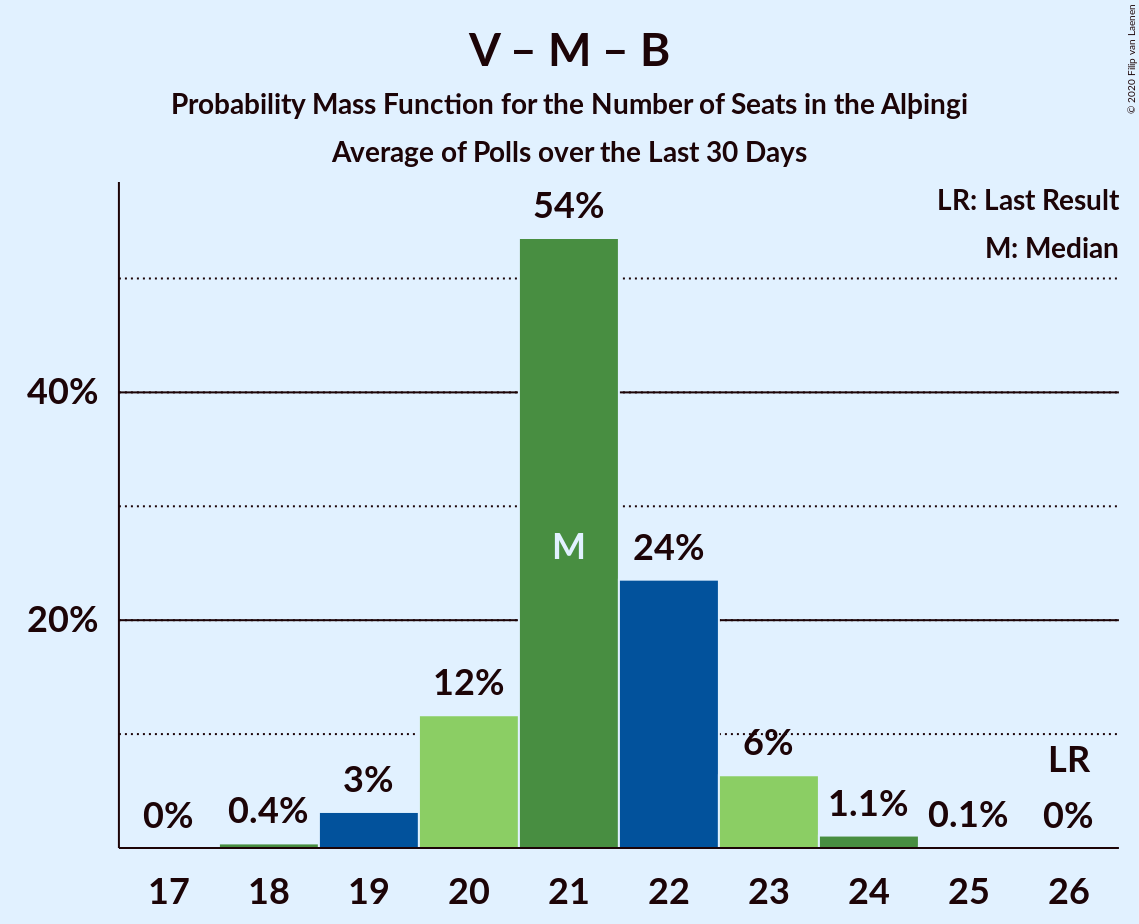 V – M – B
Probability Mass Function for the Number of Seats in the Alþingi
Average of Polls over the Last 30 Days
© 2020 Filip van Laenen
LR: Last Result
M: Median
54%
40%
M
24%
20%
12%
6%
LR
3%
1.1%
0%
0.4%
0.1%
0%
17 18 19 20 21 22 23 24 25 26